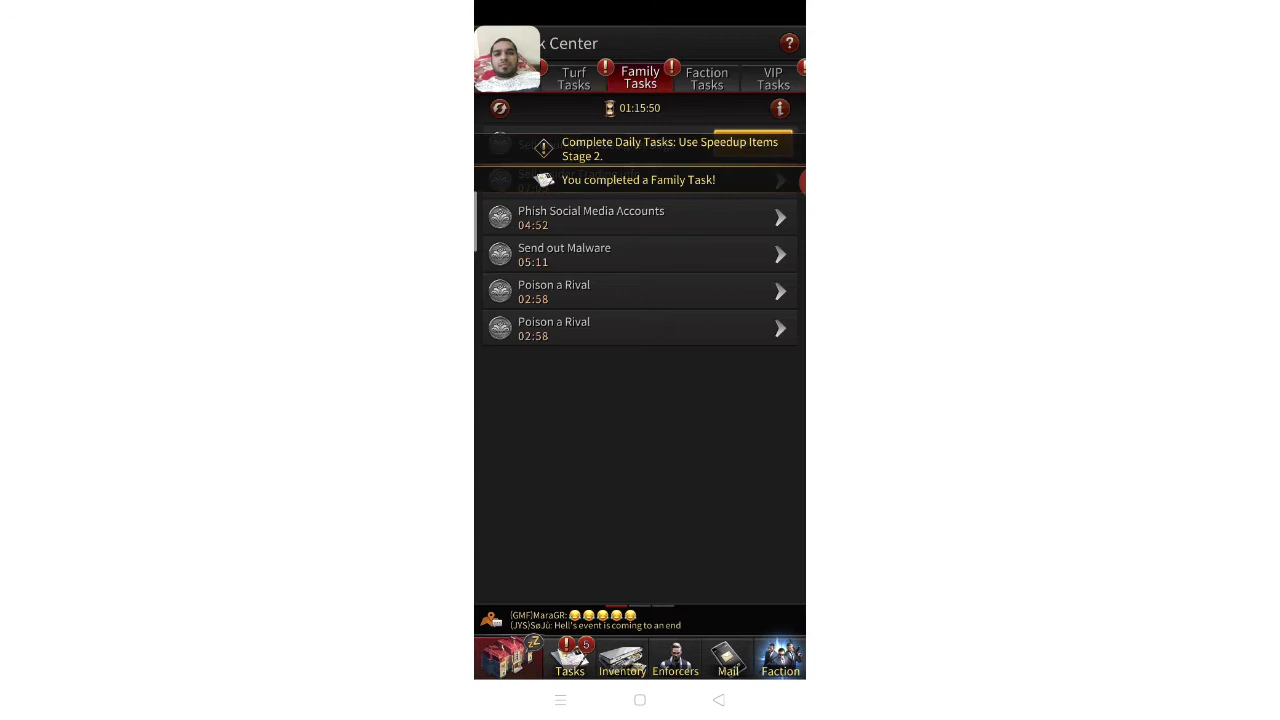 k Center
?
Turf
Tasks
Family
Tasks
Faction
Tasks
VIP
Tasks
01:15:50
Complete Daily Tasks: Use Speedup Items
Stage 2.
You completed a Family Task!
Phish Social Media Accounts
04:52
Send out Malware
05:11
Poison a Rival
02:58
Poison a Rival
02:58
(GMF)MaraGR: 😂😂😂😂😂
(JYS)SøJû: Hell's event is coming to an end
5
Tasks
Inventory
Enforcers
Mail
Faction